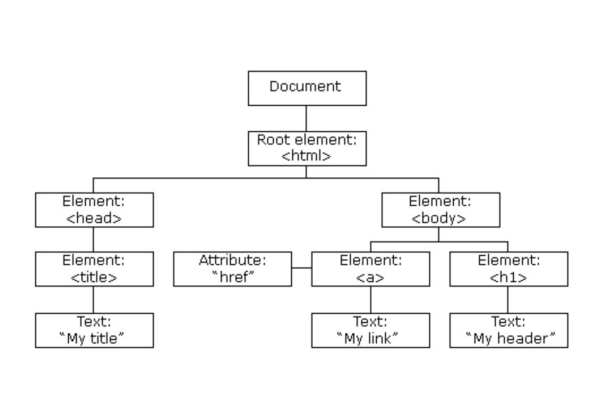 Document
Root element:
<html>
Element:
<head>
Element:
<body>
Element:
<title>
Attribute:
“href”
Element:
<a>
Element:
<h1>
Text:
“My title”
Text:
“My link”
Text:
“My header”